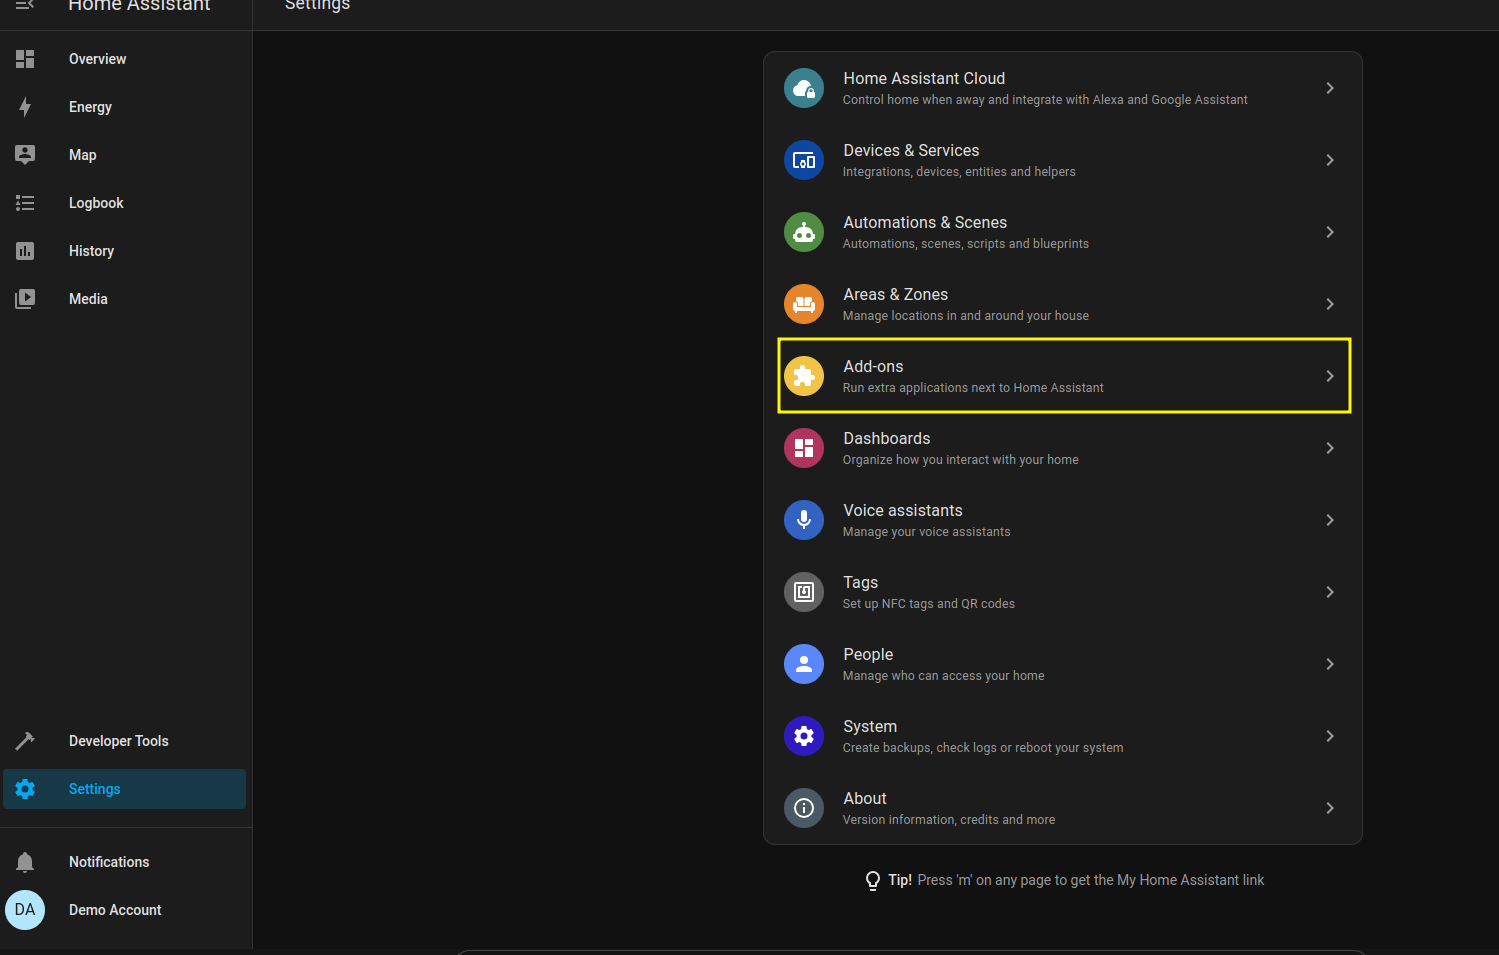 Home Assistant
Settings
Overview
Energy
Map
Logbook
History
Media
Developer Tools
Settings
Notifications
DA
Demo Account
Home Assistant Cloud
Control home when away and integrate with Alexa and Google Assistant
Devices & Services
Integrations, devices, entities and helpers
Automations & Scenes
Automations, scenes, scripts and blueprints
Areas & Zones
Manage locations in and around your house
Add-ons
Run extra applications next to Home Assistant
Dashboards
Organize how you interact with your home
Voice assistants
Manage your voice assistants
Tags
Set up NFC tags and QR codes
People
Manage who can access your home
System
Create backups, check logs or reboot your system
About
Version information, credits and more
Tip! Press 'm' on any page to get the My Home Assistant link